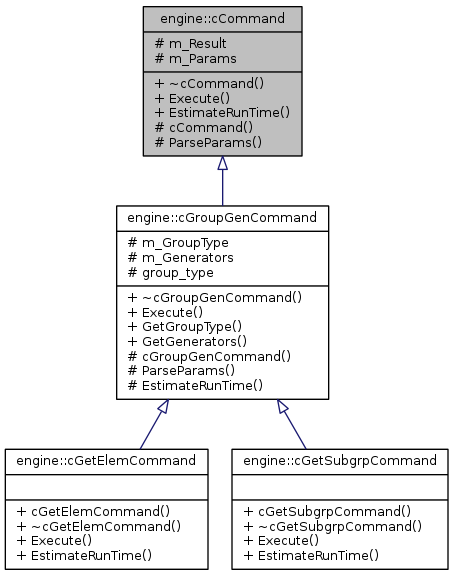 engine::cCommand
# m_Result
# m_Params
+ ~cCommand()
+ Execute()
+ EstimateRunTime()
# cCommand()
# ParseParams()
engine::cGroupGenCommand
# m_GroupType
# m_Generators
# group_type
+ ~cGroupGenCommand()
+ Execute()
+ GetGroupType()
+ GetGenerators()
# cGroupGenCommand()
# ParseParams()
# EstimateRunTime()
engine::cGetElemCommand
+ cGetElemCommand()
+ ~cGetElemCommand()
+ Execute()
+ EstimateRunTime()
engine::cGetSubgrpCommand
+ cGetSubgrpCommand()
+ ~cGetSubgrpCommand()
+ Execute()
+ EstimateRunTime()